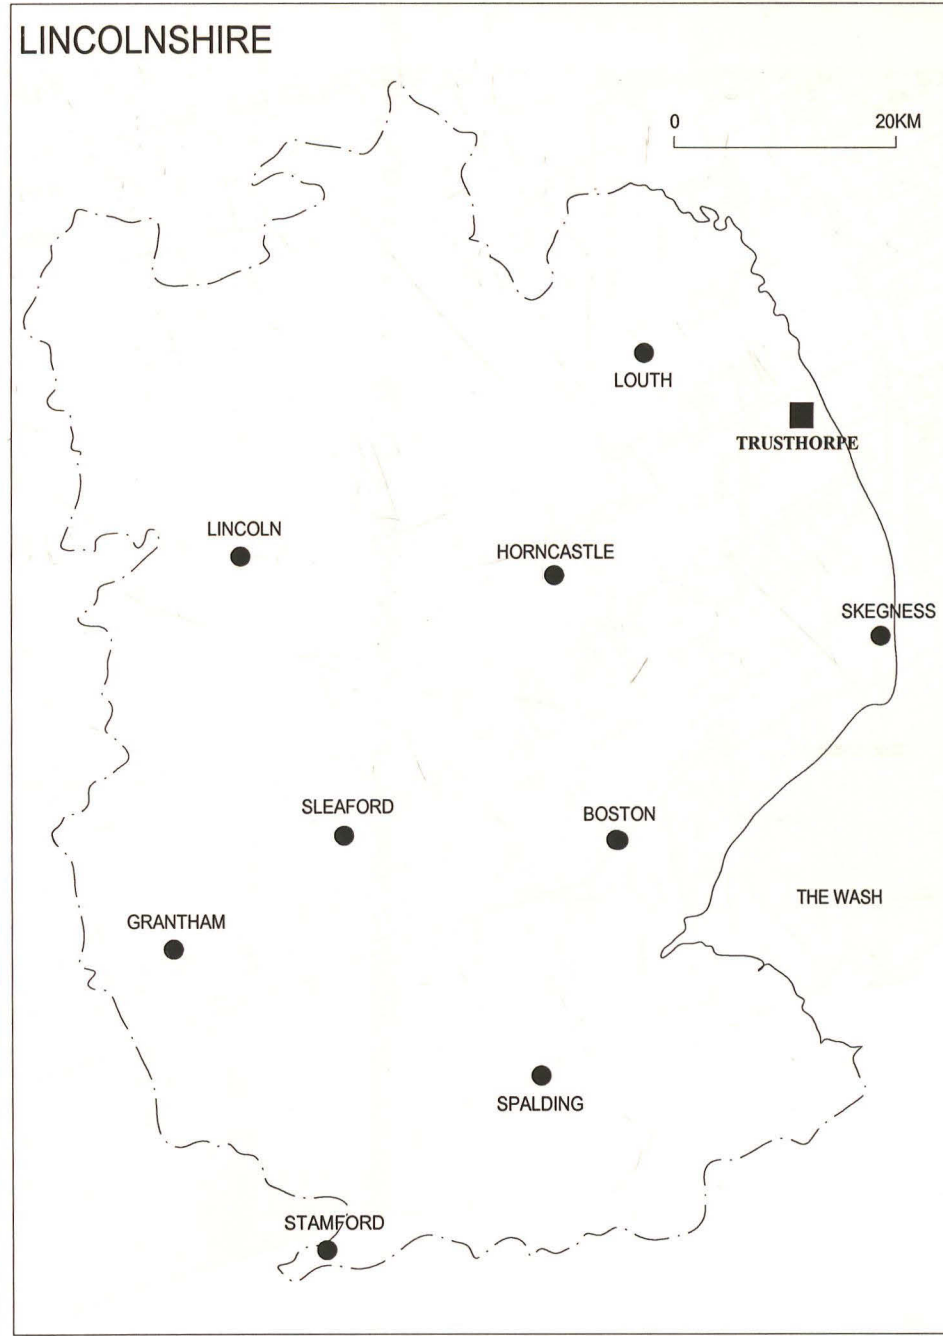 LINCOLNSHIRE
0 20KM
LOUTH
TRUSTHORPE
LINCOLN
HORNCASTLE
SKEGNESS
SLEAFORD
BOSTON
THE WASH
GRANTHAM
SPALDING
STAMFORD